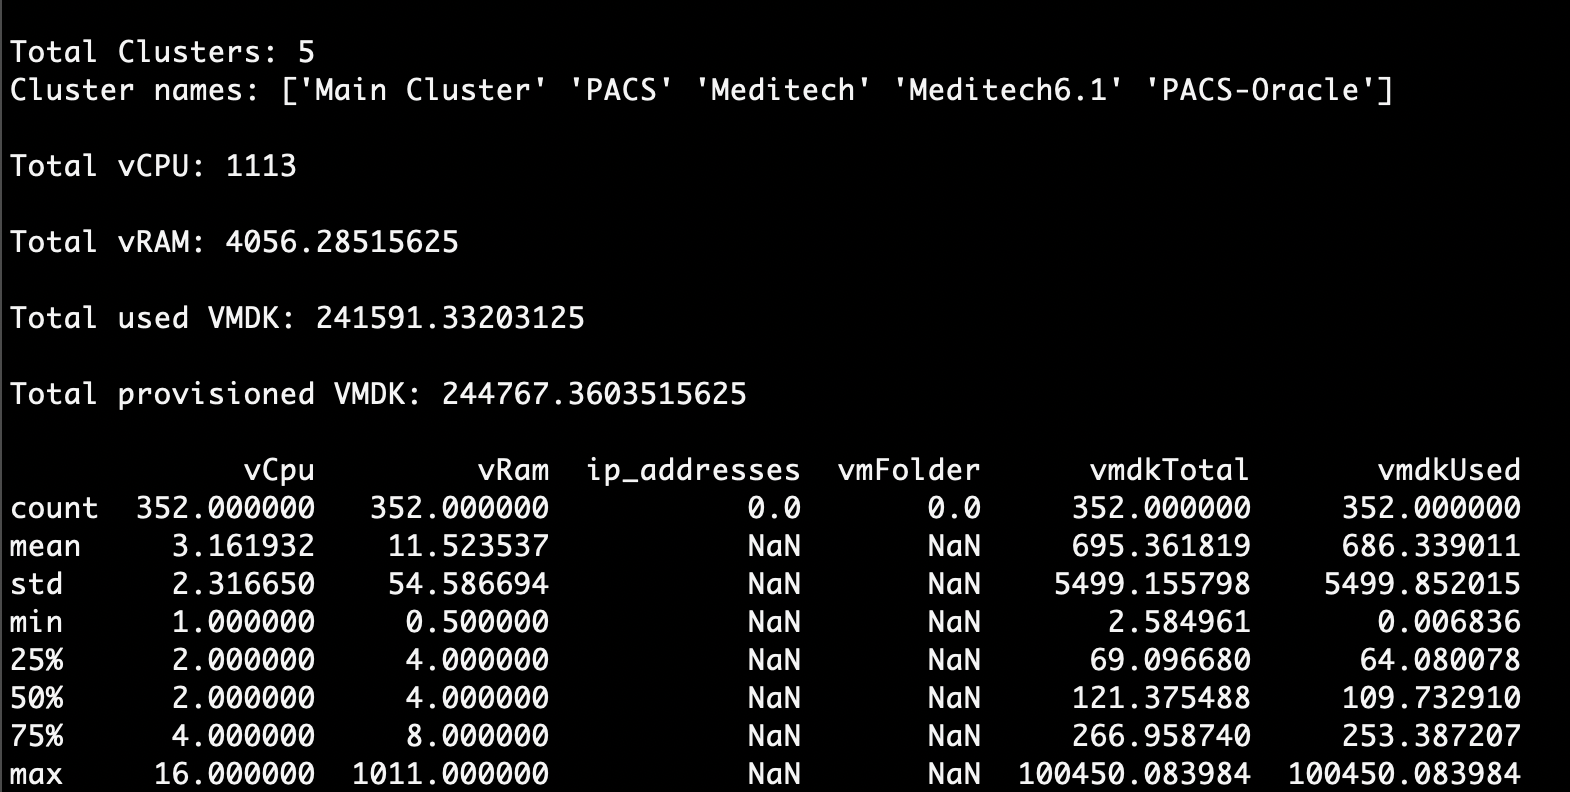 Total Clusters: 5
Cluster names: ['Main Cluster' 'PACS' 'Meditech' 'Meditech6.1' 'PACS-Oracle']
Total vCPU: 1113
Total vRAM: 4056.28515625
Total used VMDK: 241591.33203125
Total provisioned VMDK: 244767.3603515625
vCpu vRam ip_addresses vmFolder vmdkTotal vmdkUsed
count 352.000000 352.000000 0.0 0.0 352.000000 352.000000
mean 3.161932 11.523537 NaN NaN 695.361819 686.339011
std 2.316650 54.586694 NaN NaN 5499.155798 5499.852015
min 1.000000 0.500000 NaN NaN 2.584961 0.006836
25% 2.000000 4.000000 NaN NaN 69.096680 64.080078
50% 2.000000 4.000000 NaN NaN 121.375488 109.732910
75% 4.000000 8.000000 NaN NaN 266.958740 253.387207
max 16.000000 1011.000000 NaN NaN 100450.083984 100450.083984